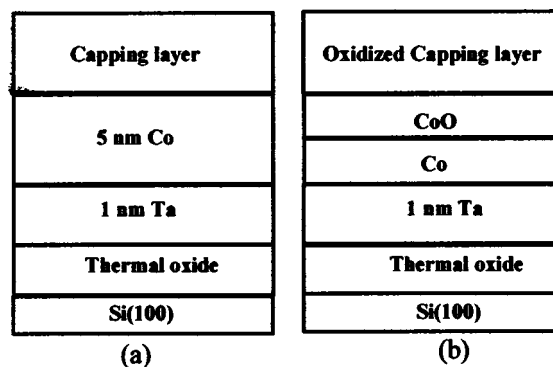 Capping layer
5 nm Co
1 nm Ta
Thermal oxide
Si(100)
(a)
Oxidized Capping layer
CoO
Co
1 nm Ta
Thermal oxide
Si(100)
(b)